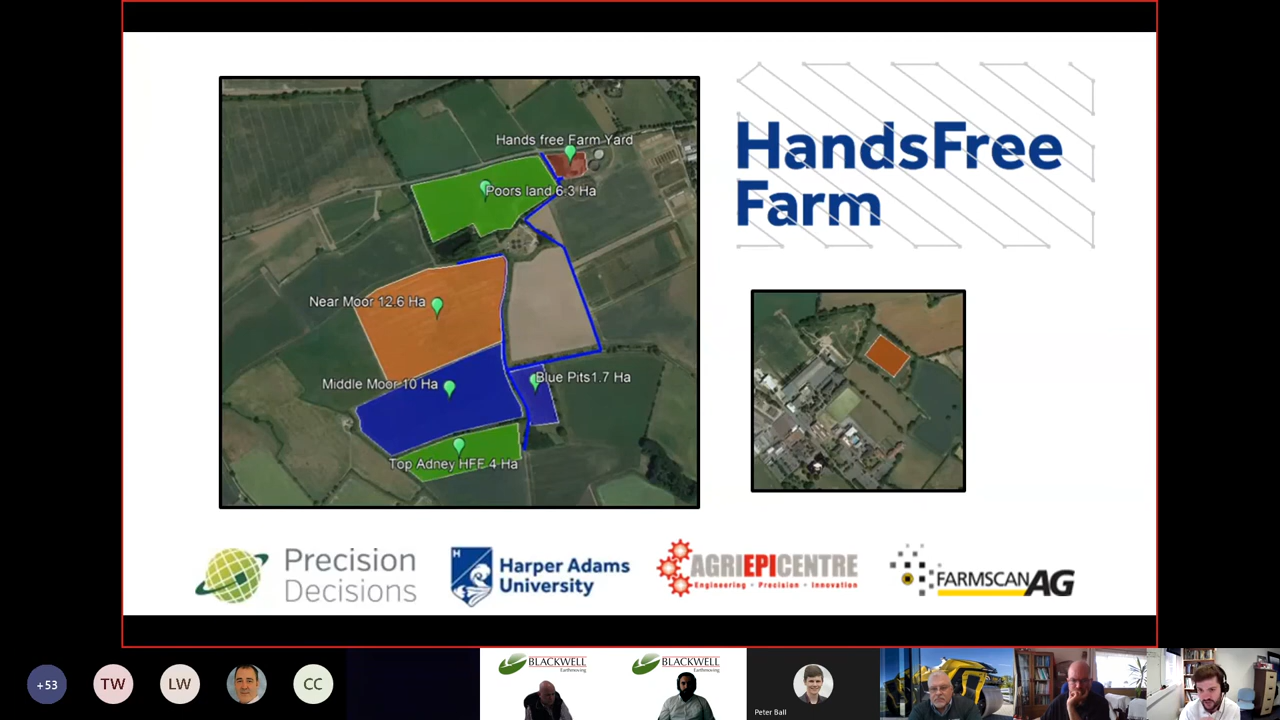 Hands free Farm Yard
Poors land 6.3 Ha
Near Moor 12.6 Ha
Middle Moor 10 Ha
Blue Pits1.7 Ha
Top Adney HFF 4 Ha
HandsFree
Farm
Precision
Decisions
H
Harper Adams
University
AGRIEPICENTRE
Engineering • Precision • Innovation
FARMSCANAG
+53
TW
LW
CC
BLACKWELL
Earthmoving
BLACKWELL
Earthmoving
Peter Ball